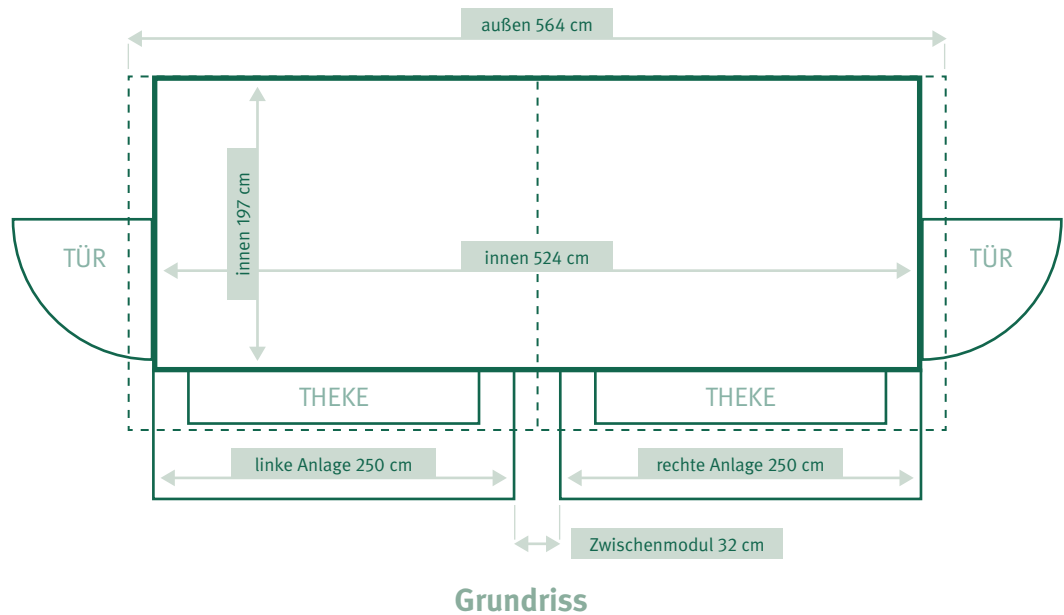 außen 564 cm
innen 197 cm
TÜR
innen 524 cm
TÜR
THEKE
THEKE
linke Anlage 250 cm
rechte Anlage 250 cm
Zwischenmodul 32 cm
Grundriss